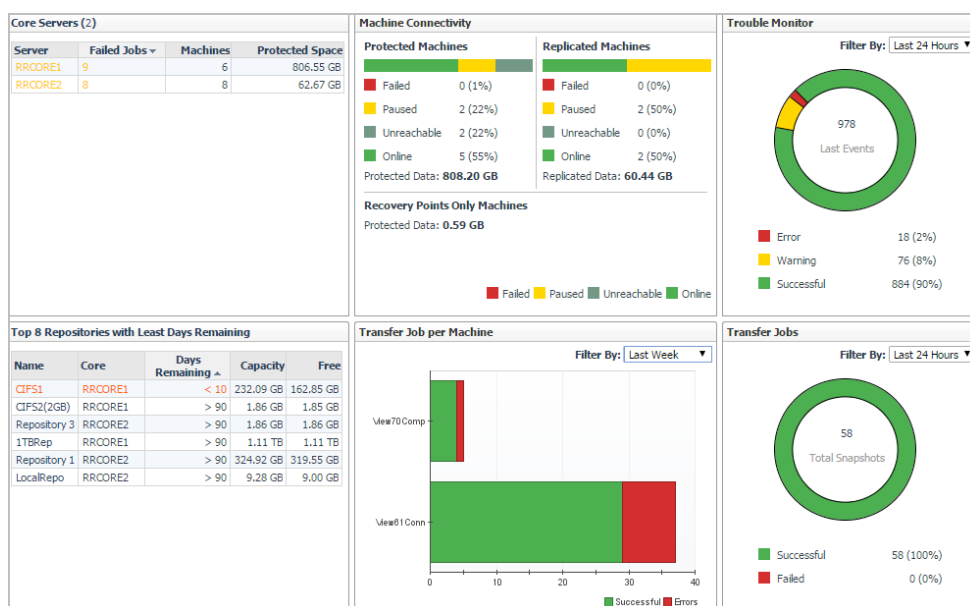 Core Servers (2)
Server Failed Jobs Machines Protected Space
RRCORE1 9 6 806.55 GB
RRCORE2 8 8 62.67 GB
Machine Connectivity
Protected Machines
Failed 0 (1%)
Paused 2 (22%)
Unreachable 2 (22%)
Online 5 (55%)
Protected Data: 808.20 GB
Replicated Machines
Failed 0 (0%)
Paused 2 (50%)
Unreachable 0 (0%)
Online 2 (50%)
Replicated Data: 60.44 GB
Recovery Points Only Machines
Protected Data: 0.59 GB
Failed Paused Unreachable Online
Trouble Monitor
Filter By: Last 24 Hours
978
Last Events
Error 18 (2%)
Warning 76 (8%)
Successful 884 (90%)
Top 8 Repositories with Least Days Remaining
Name Core Days Remaining Capacity Free
CIFS1 RRCORE1 < 10 232.09 GB 162.85 GB
CIFS2(2GB) RRCORE1 > 90 1.86 GB 1.85 GB
Repository 3 RRCORE2 > 90 1.86 GB 1.86 GB
1TBRep RRCORE1 > 90 1.11 TB 1.11 TB
Repository 1 RRCORE2 > 90 324.92 GB 319.55 GB
LocalRepo RRCORE2 > 90 9.28 GB 9.00 GB
Transfer Job per Machine
Filter By: Last Week
View70Comp
View61Conn
0 10 20 30 40
Successful Errors
Transfer Jobs
Filter By: Last 24 Hours
58
Total Snapshots
Successful 58 (100%)
Failed 0 (0%)